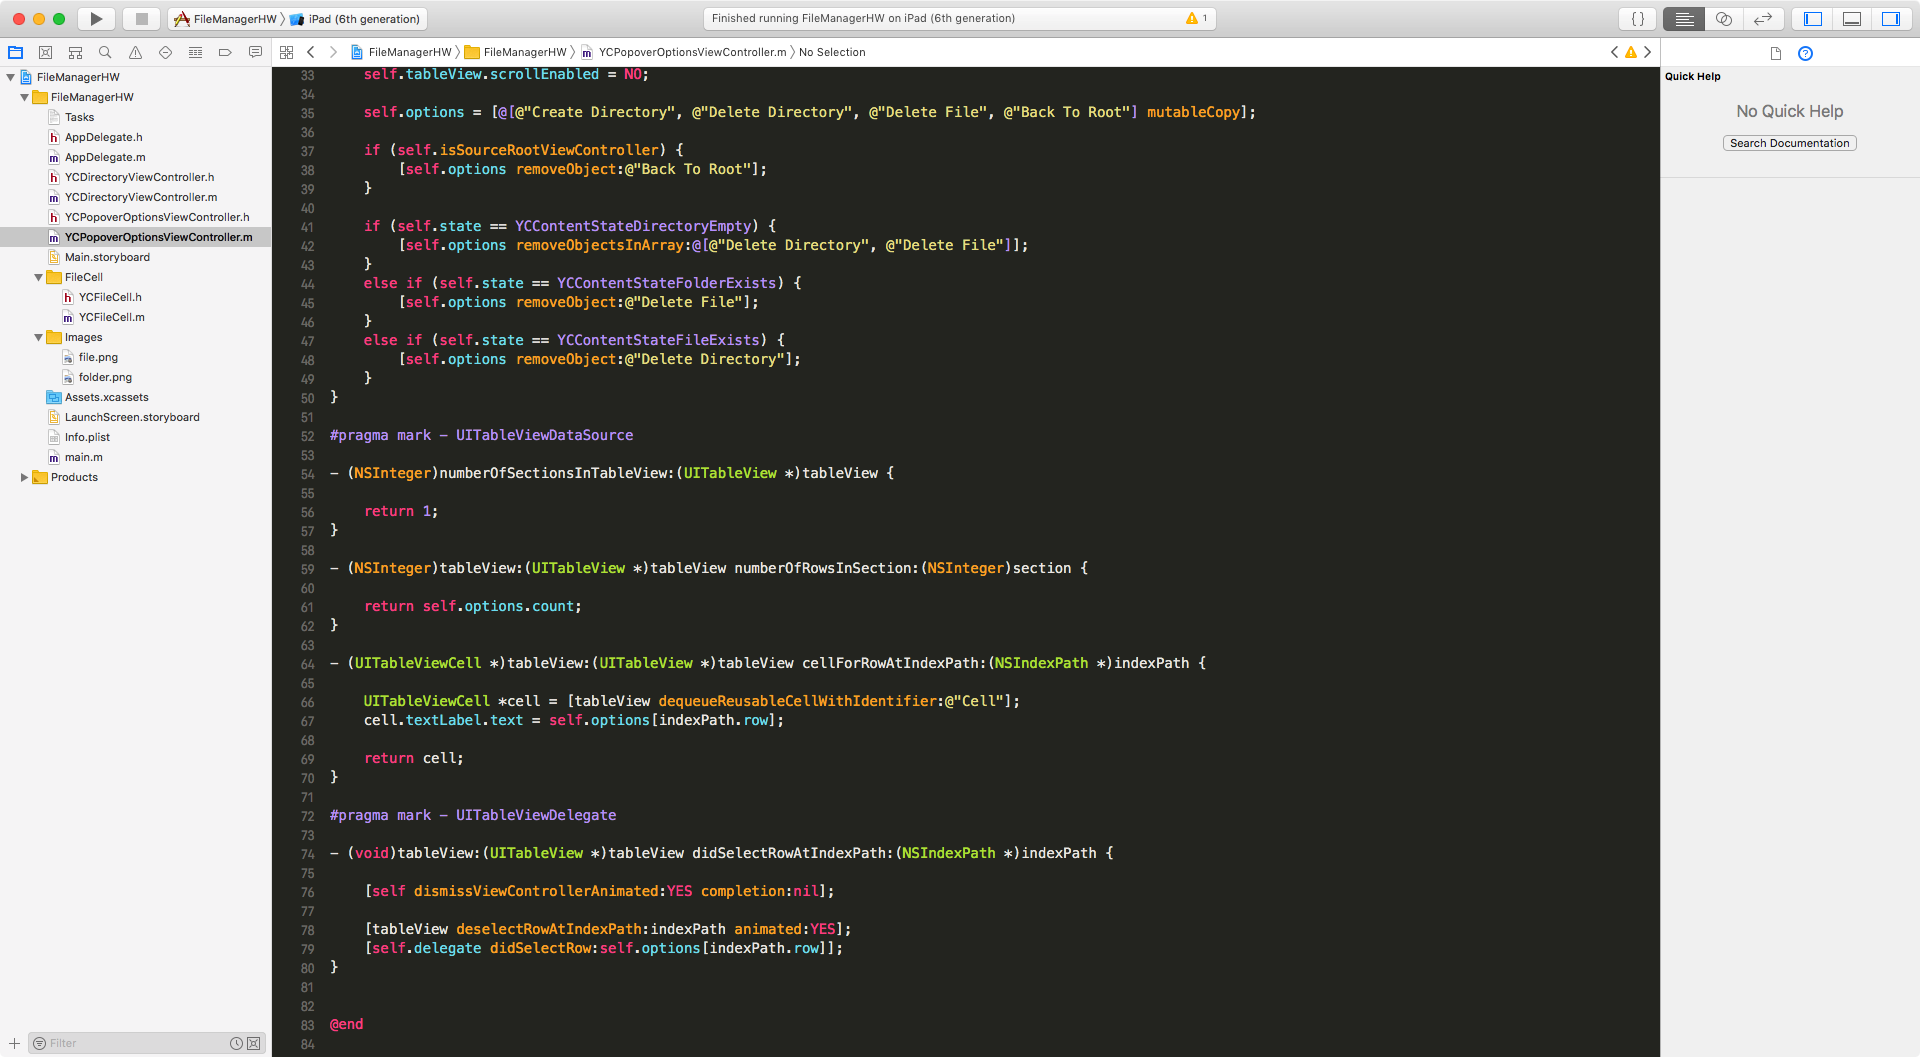 FileManagerHW iPad (6th generation)
Finished running FileManagerHW on iPad (6th generation) 1
{}
FileManagerHW FileManagerHW YCPopoverOptionsViewController.m No Selection
FileManagerHW
FileManagerHW
Tasks
AppDelegate.h
AppDelegate.m
YCDirectoryViewController.h
YCDirectoryViewController.m
YCPopoverOptionsViewController.h
YCPopoverOptionsViewController.m
Main.storyboard
FileCell
YCFileCell.h
YCFileCell.m
Images
file.png
folder.png
Assets.xcassets
LaunchScreen.storyboard
Info.plist
main.m
Products
Filter
33 self.tableView.scrollEnabled = NO;
34
35 self.options = [@[@"Create Directory", @"Delete Directory", @"Delete File", @"Back To Root"] mutableCopy];
36
37 if (self.isSourceRootViewController) {
38 [self.options removeObject:@"Back To Root"];
39 }
40
41 if (self.state == YCContentStateDirectoryEmpty) {
42 [self.options removeObjectsInArray:@[@"Delete Directory", @"Delete File"]];
43 }
44 else if (self.state == YCContentStateFolderExists) {
45 [self.options removeObject:@"Delete File"];
46 }
47 else if (self.state == YCContentStateFileExists) {
48 [self.options removeObject:@"Delete Directory"];
49 }
50 }
51
52 #pragma mark - UITableViewDataSource
53
54 - (NSInteger)numberOfSectionsInTableView:(UITableView *)tableView {
55
56 return 1;
57 }
58
59 - (NSInteger)tableView:(UITableView *)tableView numberOfRowsInSection:(NSInteger)section {
60
61 return self.options.count;
62 }
63
64 - (UITableViewCell *)tableView:(UITableView *)tableView cellForRowAtIndexPath:(NSIndexPath *)indexPath {
65
66 UITableViewCell *cell = [tableView dequeueReusableCellWithIdentifier:@"Cell"];
67 cell.textLabel.text = self.options[indexPath.row];
68
69 return cell;
70 }
71
72 #pragma mark - UITableViewDelegate
73
74 - (void)tableView:(UITableView *)tableView didSelectRowAtIndexPath:(NSIndexPath *)indexPath {
75
76 [self dismissViewControllerAnimated:YES completion:nil];
77
78 [tableView deselectRowAtIndexPath:indexPath animated:YES];
79 [self.delegate didSelectRow:self.options[indexPath.row]];
80 }
81
82
83 @end
84
Quick Help
No Quick Help
Search Documentation